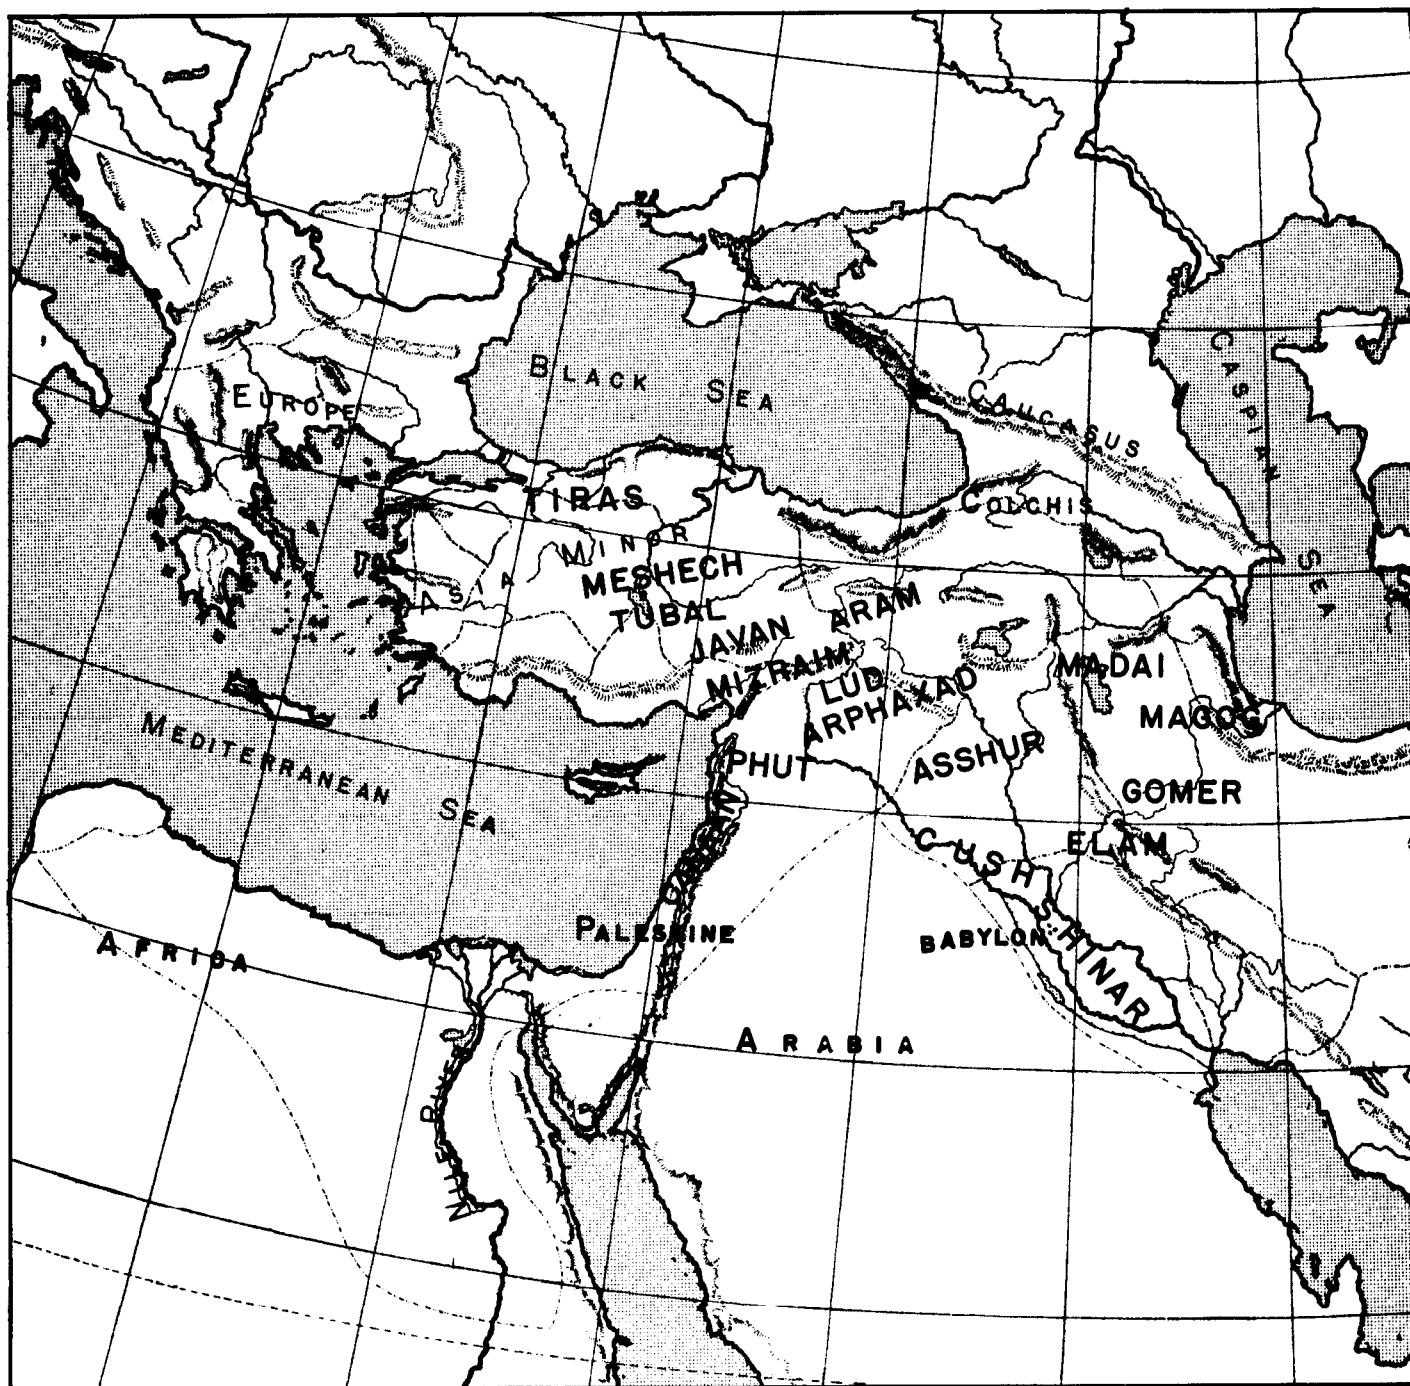 BLACK SEA
CASPIAN SEA
EUROPE
CAUCASUS
COLCHIS
TIRAS
ASIA MINOR
MESHECH
TUBAL
JAVAN
ARAM
MIZRAIM
LUD
ARPHAXAD
MADAI
MAGOG
MEDITERRANEAN SEA
PHUT
ASSHUR
GOMER
CANAAN
CUSH
ELAM
PALESTINE
BABYLON
SHINAR
AFRICA
ARABIA
NILE RIVER